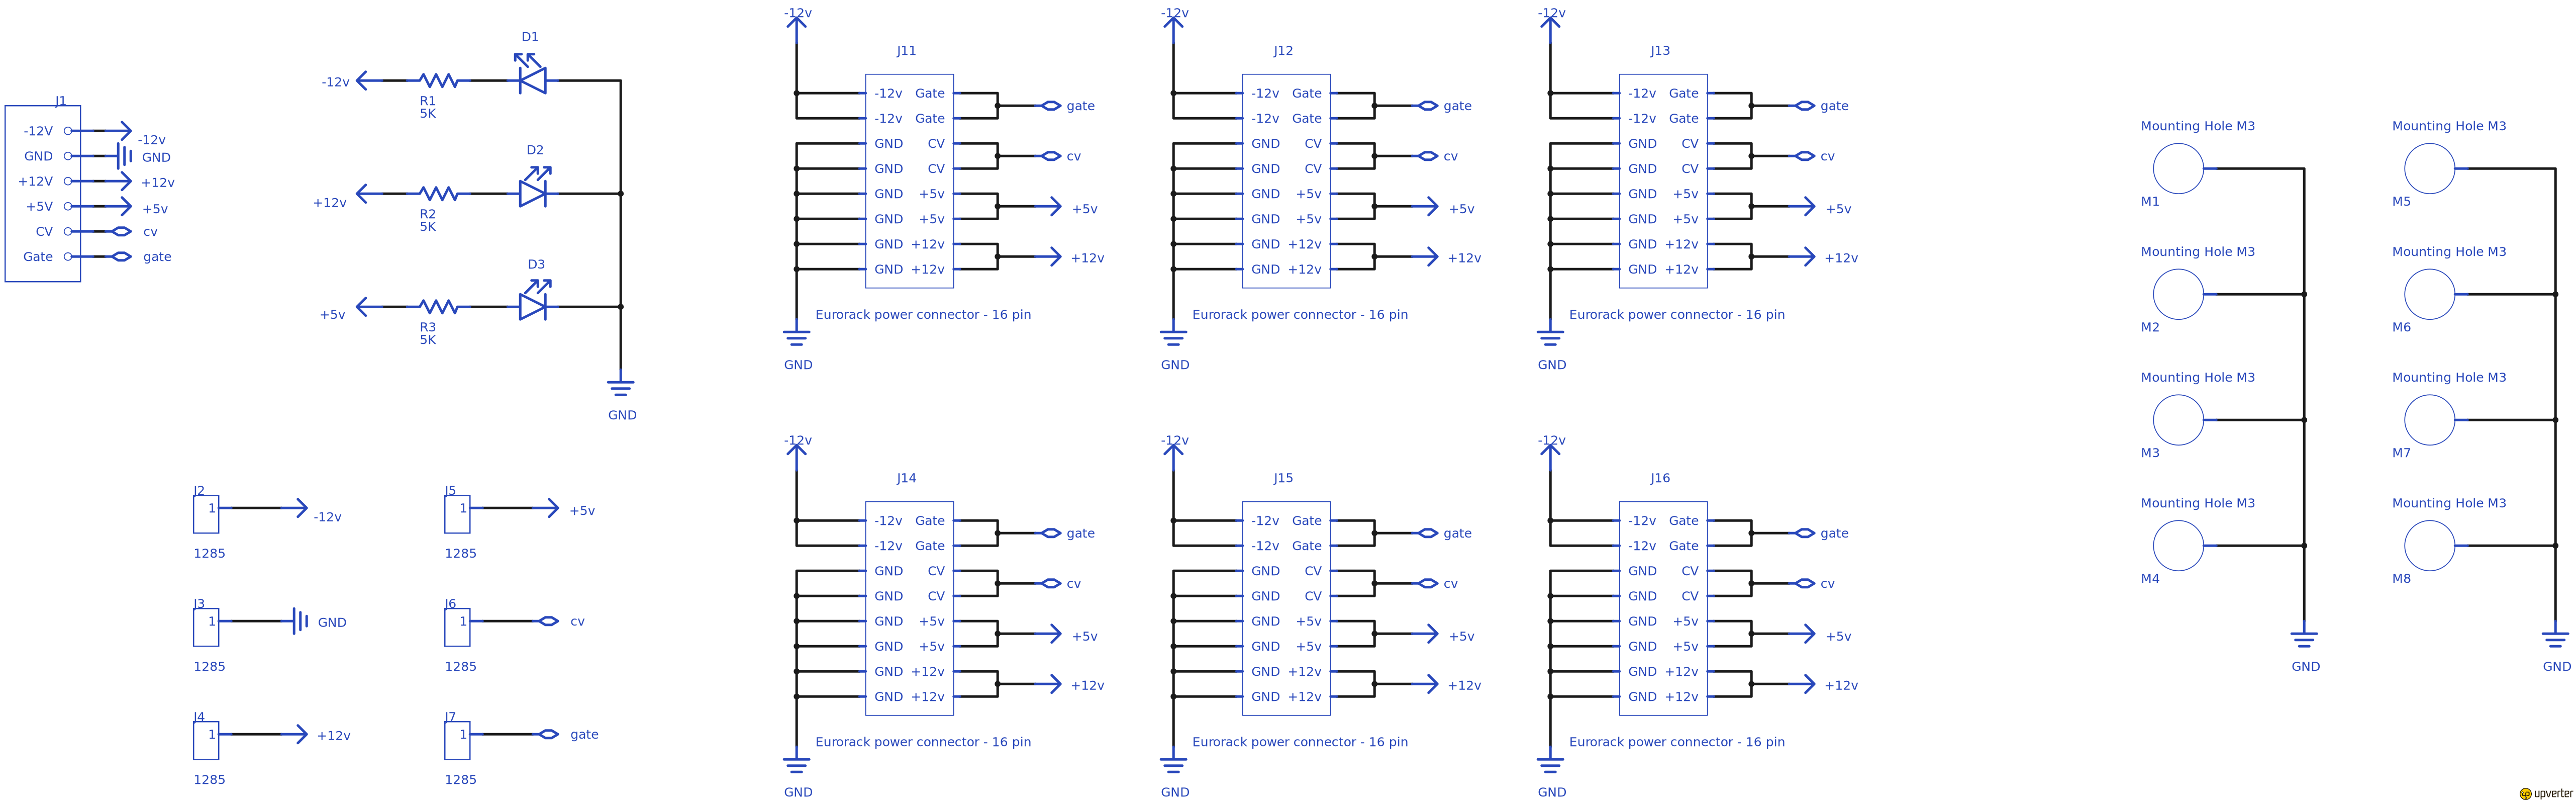 J1
-12V
GND
+12V
+5V
CV
Gate
-12v
GND
+12v
+5v
cv
gate
D1
-12v
R1
5K
D2
+12v
R2
5K
D3
+5v
R3
5K
GND
J2
1
-12v
1285
J5
1
+5v
1285
J3
1
GND
1285
J6
1
cv
1285
J4
1
+12v
1285
J7
1
gate
1285
-12v
J11
-12v Gate
-12v Gate
GND CV
GND CV
GND +5v
GND +5v
GND +12v
GND +12v
gate
cv
+5v
+12v
Eurorack power connector - 16 pin
GND
-12v
J12
-12v Gate
-12v Gate
GND CV
GND CV
GND +5v
GND +5v
GND +12v
GND +12v
gate
cv
+5v
+12v
Eurorack power connector - 16 pin
GND
-12v
J13
-12v Gate
-12v Gate
GND CV
GND CV
GND +5v
GND +5v
GND +12v
GND +12v
gate
cv
+5v
+12v
Eurorack power connector - 16 pin
GND
-12v
J14
-12v Gate
-12v Gate
GND CV
GND CV
GND +5v
GND +5v
GND +12v
GND +12v
gate
cv
+5v
+12v
Eurorack power connector - 16 pin
GND
-12v
J15
-12v Gate
-12v Gate
GND CV
GND CV
GND +5v
GND +5v
GND +12v
GND +12v
gate
cv
+5v
+12v
Eurorack power connector - 16 pin
GND
-12v
J16
-12v Gate
-12v Gate
GND CV
GND CV
GND +5v
GND +5v
GND +12v
GND +12v
gate
cv
+5v
+12v
Eurorack power connector - 16 pin
GND
Mounting Hole M3
M1
Mounting Hole M3
M2
Mounting Hole M3
M3
Mounting Hole M3
M4
GND
Mounting Hole M3
M5
Mounting Hole M3
M6
Mounting Hole M3
M7
Mounting Hole M3
M8
GND
up upverter